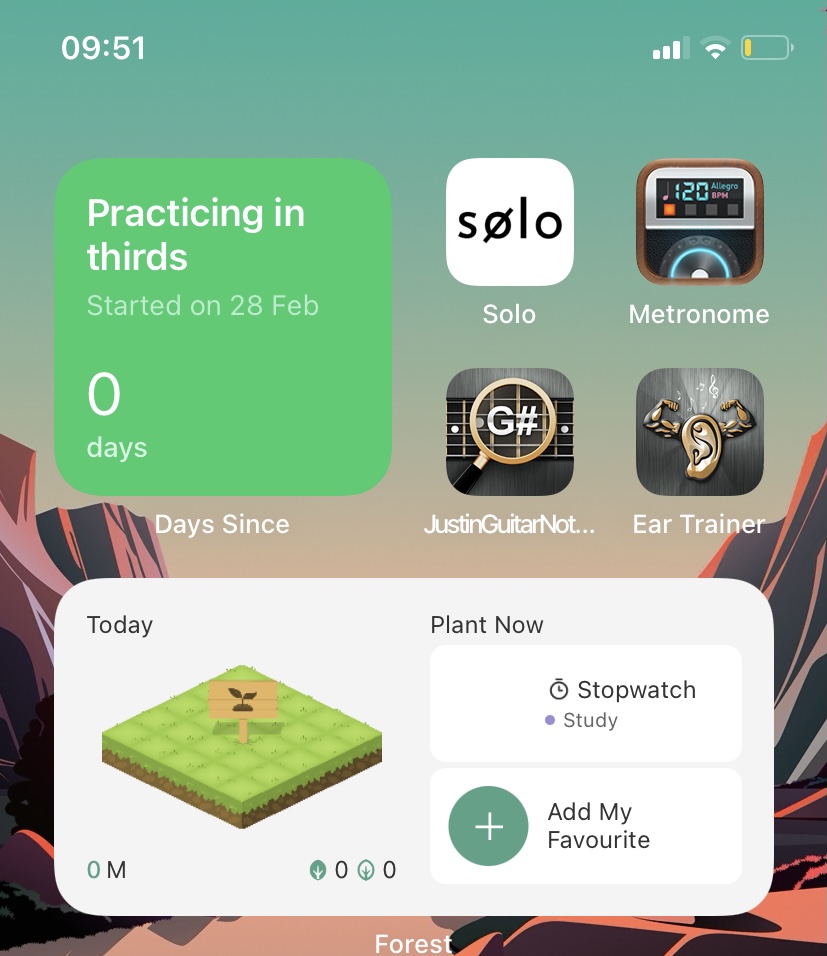 09:51
Practicing in
thirds
Started on 28 Feb
0
days
Days Since
sølo
Solo
120 Allegro
BPM
Metronome
G#
JustinGuitarNot...
Ear Trainer
Today
0 M
0 0
Plant Now
Stopwatch
Study
Add My
Favourite
Forest